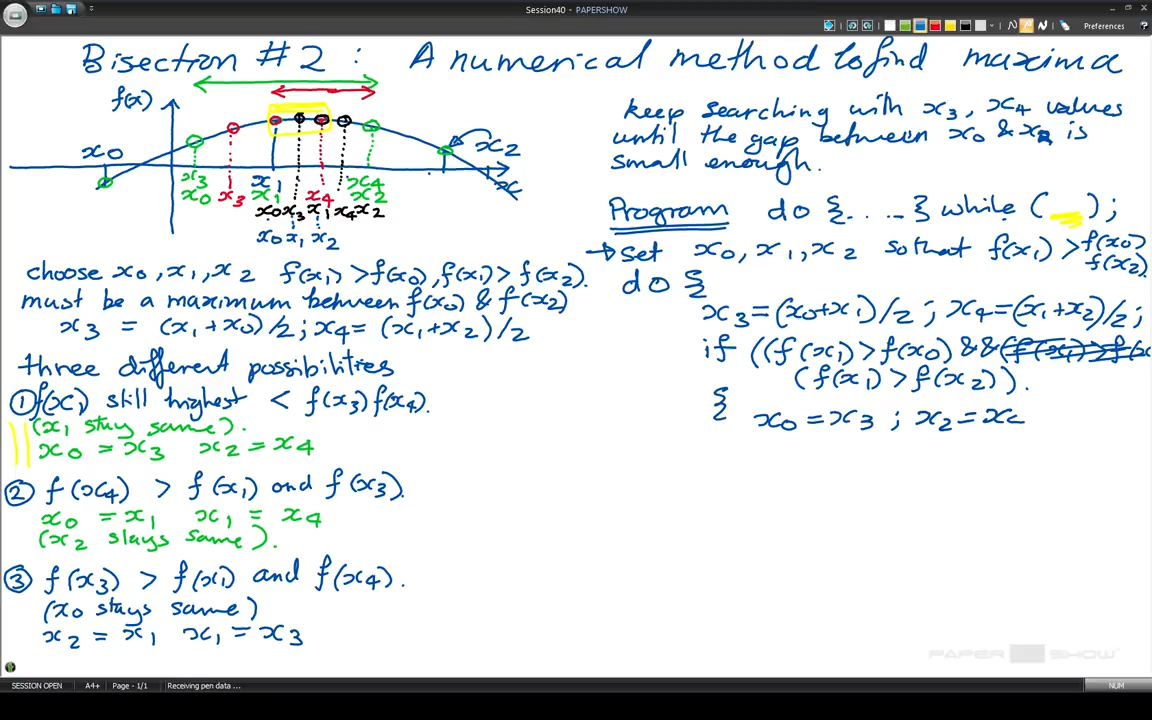 Session40 - PAPERSHOW
Preferences
Bisection #2 : A numerical method to find maxima
f(x)
x0
x2
x3 x1 x4 x
x0 x3 x1 x4 x2
x0 x3 x1 x4 x2
x0 x1 x2
choose x0, x1, x2 f(x1) > f(x0), f(x1) > f(x2).
must be a maximum between f(x0) & f(x2)
x3 = (x1+x0)/2; x4 = (x1+x2)/2
three different possibilities
① f(x1) still highest < f(x3) f(x4).
(x1 stay same).
x0 = x3 x2 = x4
② f(x4) > f(x1) and f(x3).
x0 = x1 x1 = x4
(x2 stays same).
③ f(x3) > f(x1) and f(x4).
(x0 stays same)
x2 = x1 x1 = x3
keep searching with x3, x4 values
until the gap between x0 & x2 is
small enough.
Program do {. ... } while ( );
→ set x0, x1, x2 so that f(x1) > f(x0)
f(x2).
do {
x3 = (x0+x1)/2 ; x4 = (x1+x2)/2;
if ((f(x1) > f(x0) && (f(x1)>f(x
(f(x1) > f(x2)).
{
x0 = x3 ; x2 = x
PAPER SHOW
SESSION OPEN A4+ Page - 1/1 Receiving pen data ... NUM